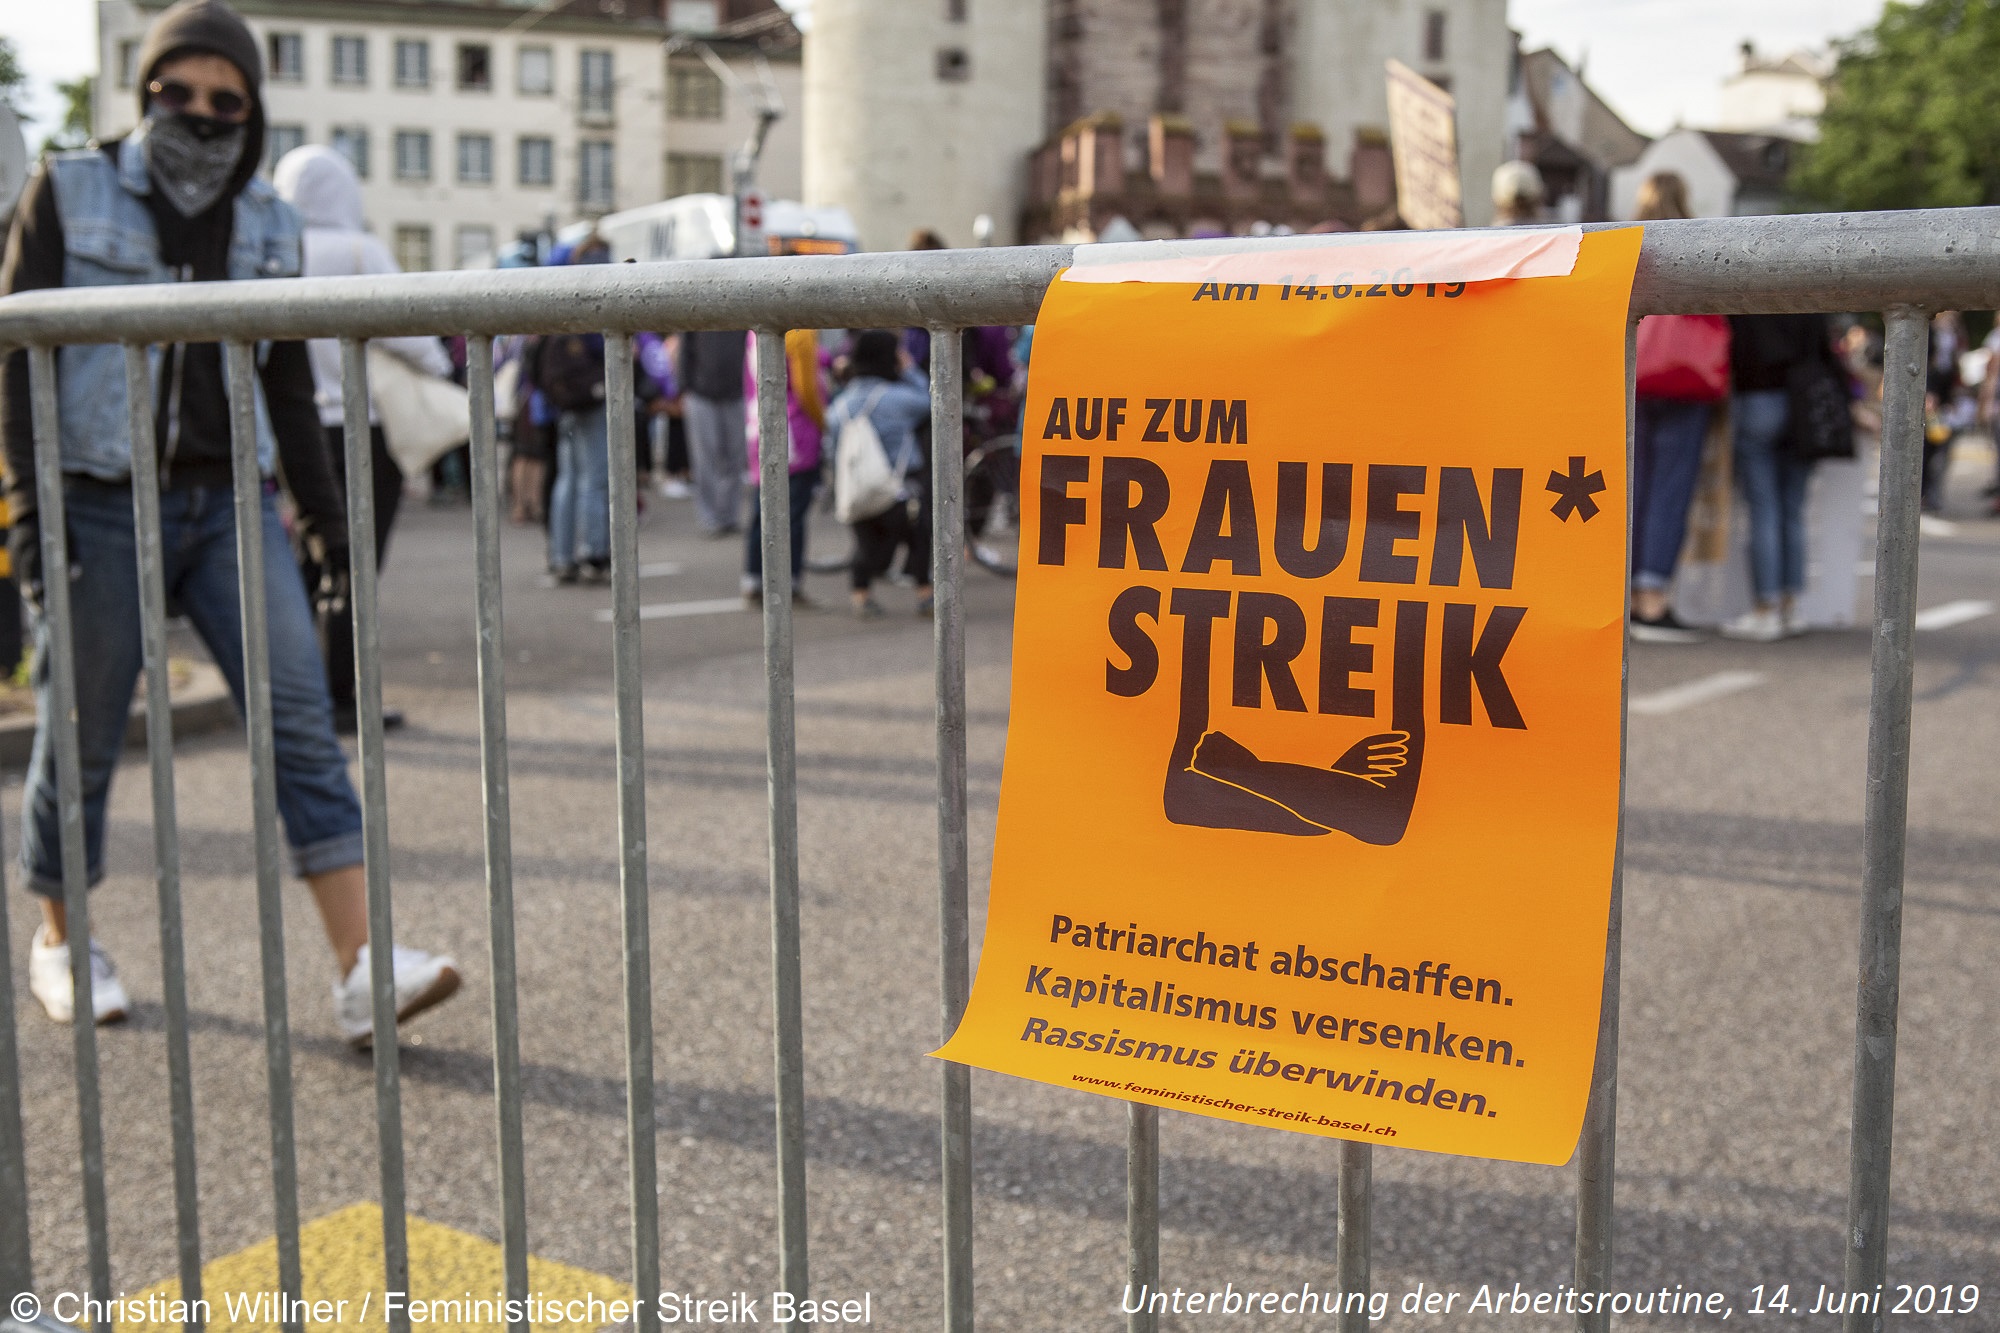 Am 14.6.2019
AUF ZUM
FRAUEN*
STREIK
Patriarchat abschaffen.
Kapitalismus versenken.
Rassismus überwinden.
www.feministischer-streik-basel.ch
© Christian Willner / Feministischer Streik Basel
Unterbrechung der Arbeitsroutine, 14. Juni 2019